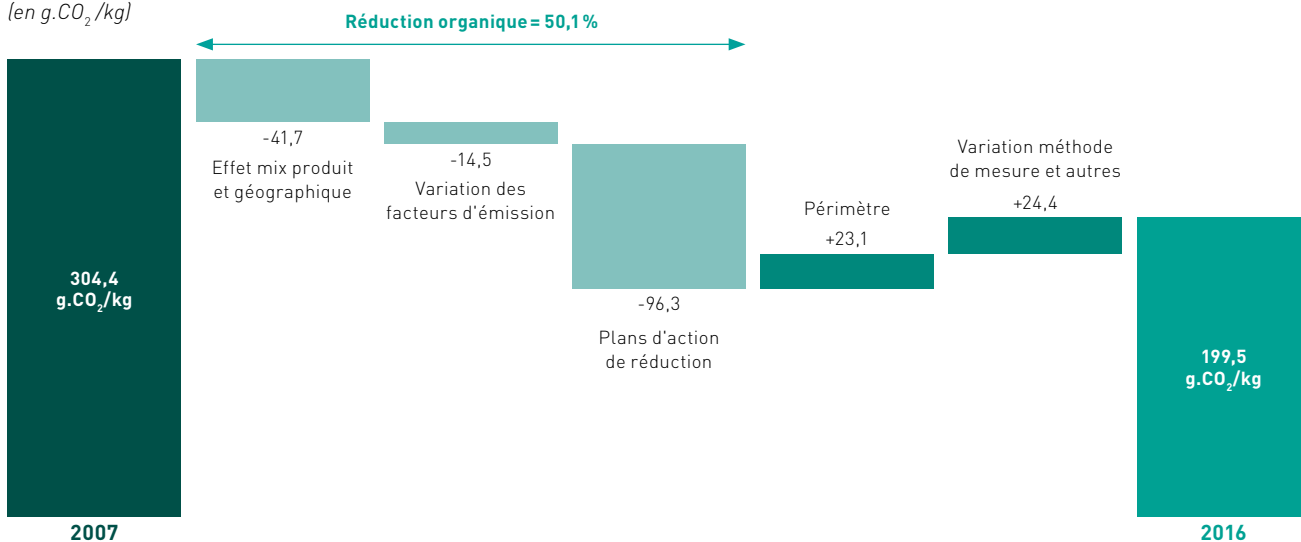 (en g.CO₂/kg)
Réduction organique = 50,1 %
304,4
g.CO₂/kg
2007
-41,7
Effet mix produit
et géographique
-14,5
Variation des
facteurs d'émission
-96,3
Plans d'action
de réduction
Périmètre
+23,1
Variation méthode
de mesure et autres
+24,4
199,5
g.CO₂/kg
2016